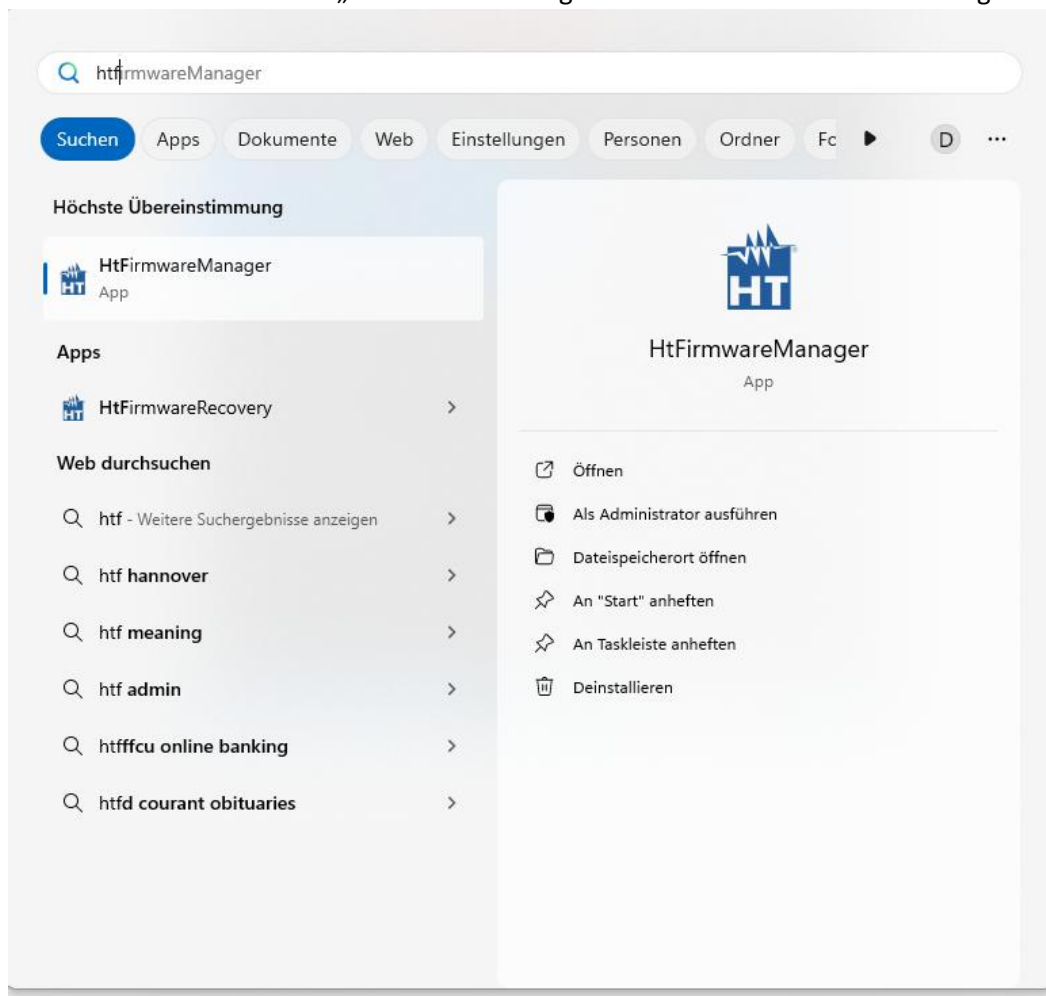 htfirmwareManager
Suchen Apps Dokumente Web Einstellungen Personen Ordner Fc D ...
Höchste Übereinstimmung
HtFirmwareManager
App
Apps
HtFirmwareRecovery
Web durchsuchen
htf - Weitere Suchergebnisse anzeigen
htf hannover
htf meaning
htf admin
htfffcu online banking
htfd courant obituaries
HT
HtFirmwareManager
App
Öffnen
Als Administrator ausführen
Dateispeicherort öffnen
An "Start" anheften
An Taskleiste anheften
Deinstallieren